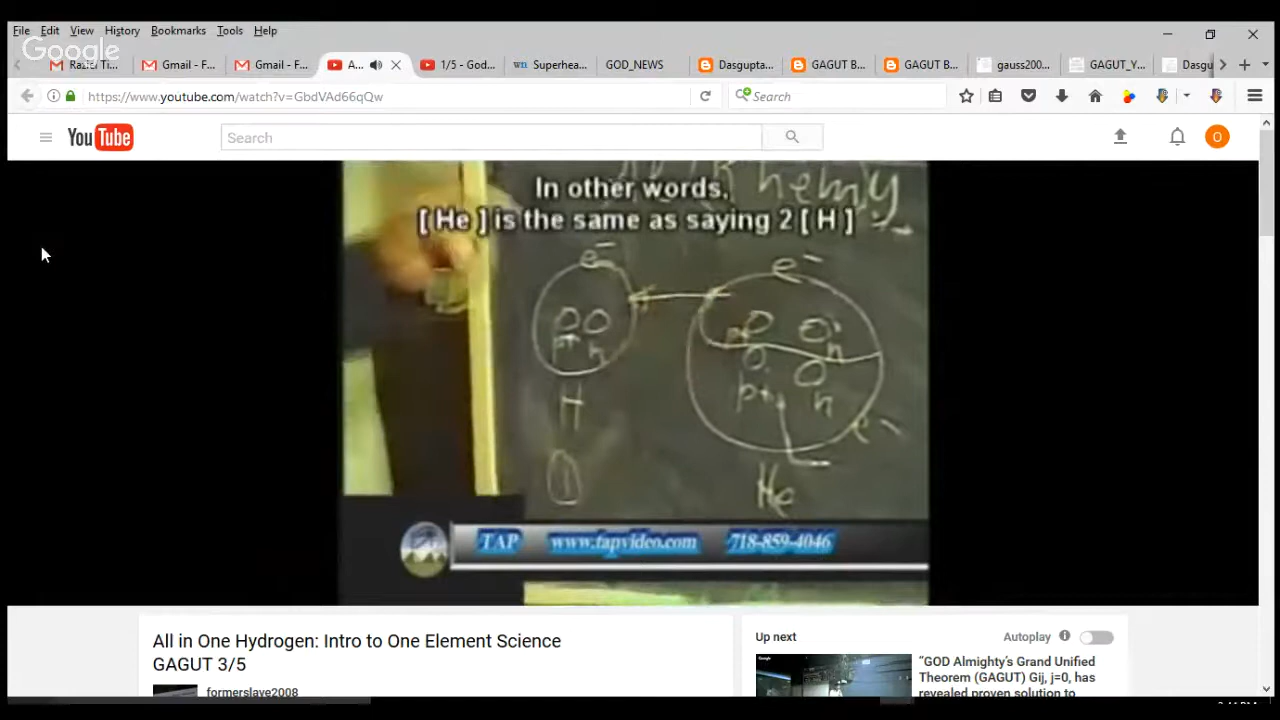 File Edit View History Bookmarks Tools Help
Google
Gmail - F...
Gmail - F...
A...
1/5 - God...
Superhea...
GOD_NEWS
Dasgupta...
GAGUT B...
GAGUT B...
gauss200...
GAGUT_Y...
Dasgu
https://www.youtube.com/watch?v=GbdVAd66qQw
Search
YouTube
Search
O
In other words,
[ He ] is the same as saying 2 [ H ]
e-
e-
p+ n
n
p+ n
e-
H
He
1
TAP www.tapvideo.com 718-859-4046
All in One Hydrogen: Intro to One Element Science
GAGUT 3/5
formerslave2008
Up next
Autoplay
"GOD Almighty's Grand Unified
Theorem (GAGUT) Gij, j=0, has
revealed proven solution to